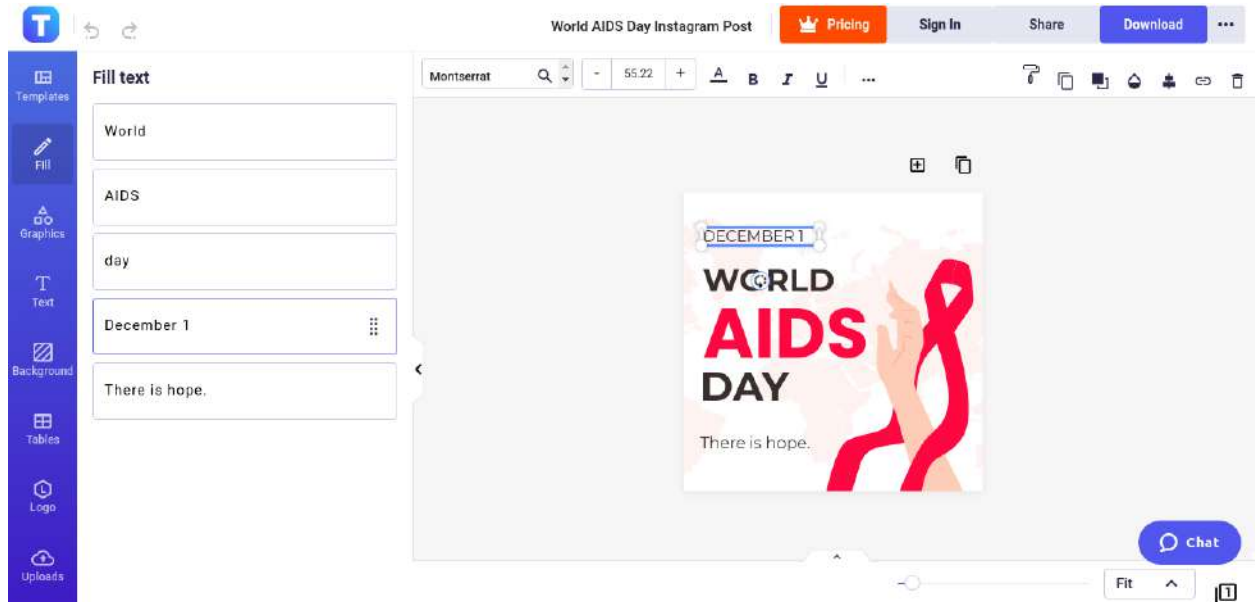 T World AIDS Day Instagram Post Pricing Sign In Share Download
Templates
Fill
Graphics
T
Text
Background
Tables
L
Logo
Uploads
Fill text
World
AIDS
day
December 1
There is hope.
Montserrat - 55.22 + A B I U
DECEMBER 1
WORLD
AIDS
DAY
There is hope.
Chat
Fit
1